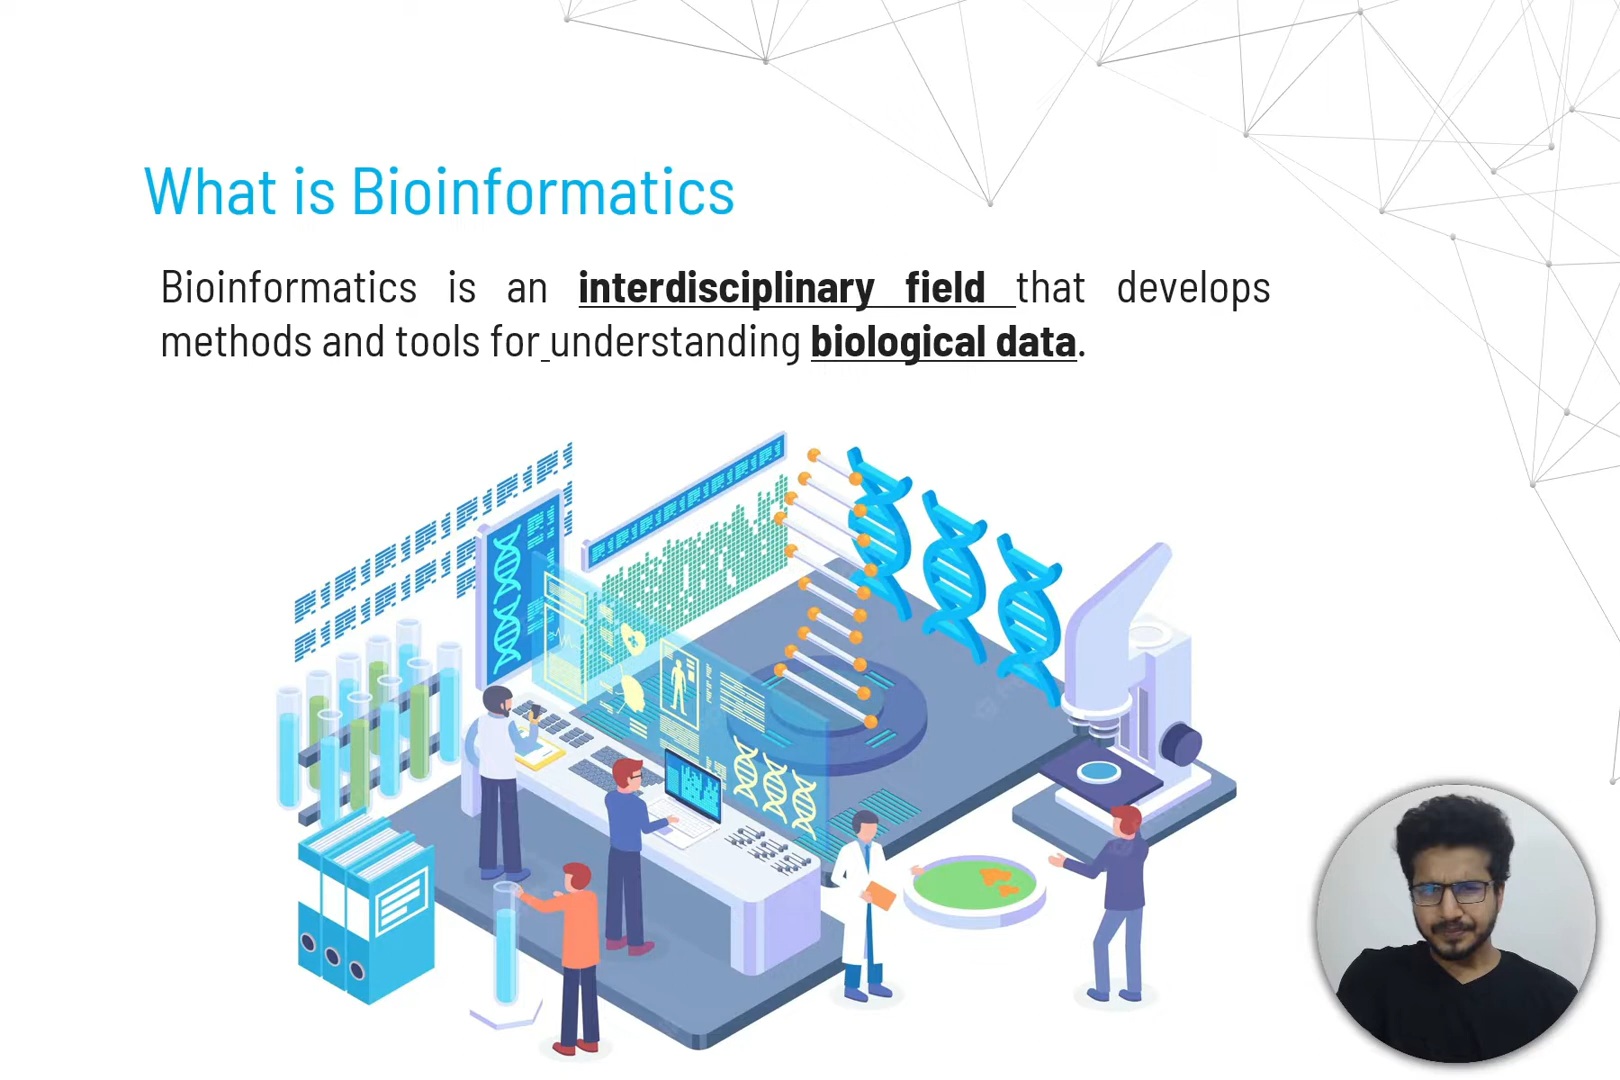 What is Bioinformatics
Bioinformatics is an interdisciplinary field that develops
methods and tools for understanding biological data.